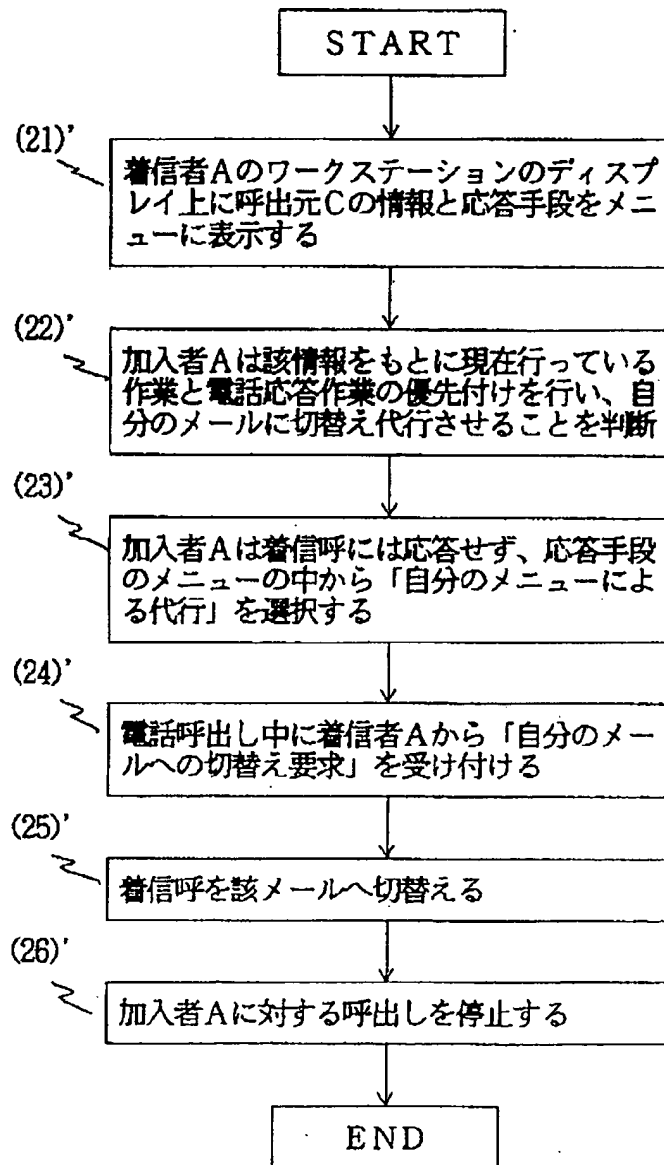 START
(21)'
着信者Aのワークステーションのディスプ
レイ上に呼出元Cの情報と応答手段をメニ
ューに表示する
(22)'
加入者Aは該情報をもとに現在行っている
作業と電話応答作業の優先付けを行い、自
分のメールに切替え代行させることを判断
(23)'
加入者Aは着信呼には応答せず、応答手段
のメニューの中から「自分のメニューによ
る代行」を選択する
(24)'
電話呼出し中に着信者Aから「自分のメー
ルへの切替え要求」を受け付ける
(25)'
着信呼を該メールへ切替える
(26)'
加入者Aに対する呼出しを停止する
END